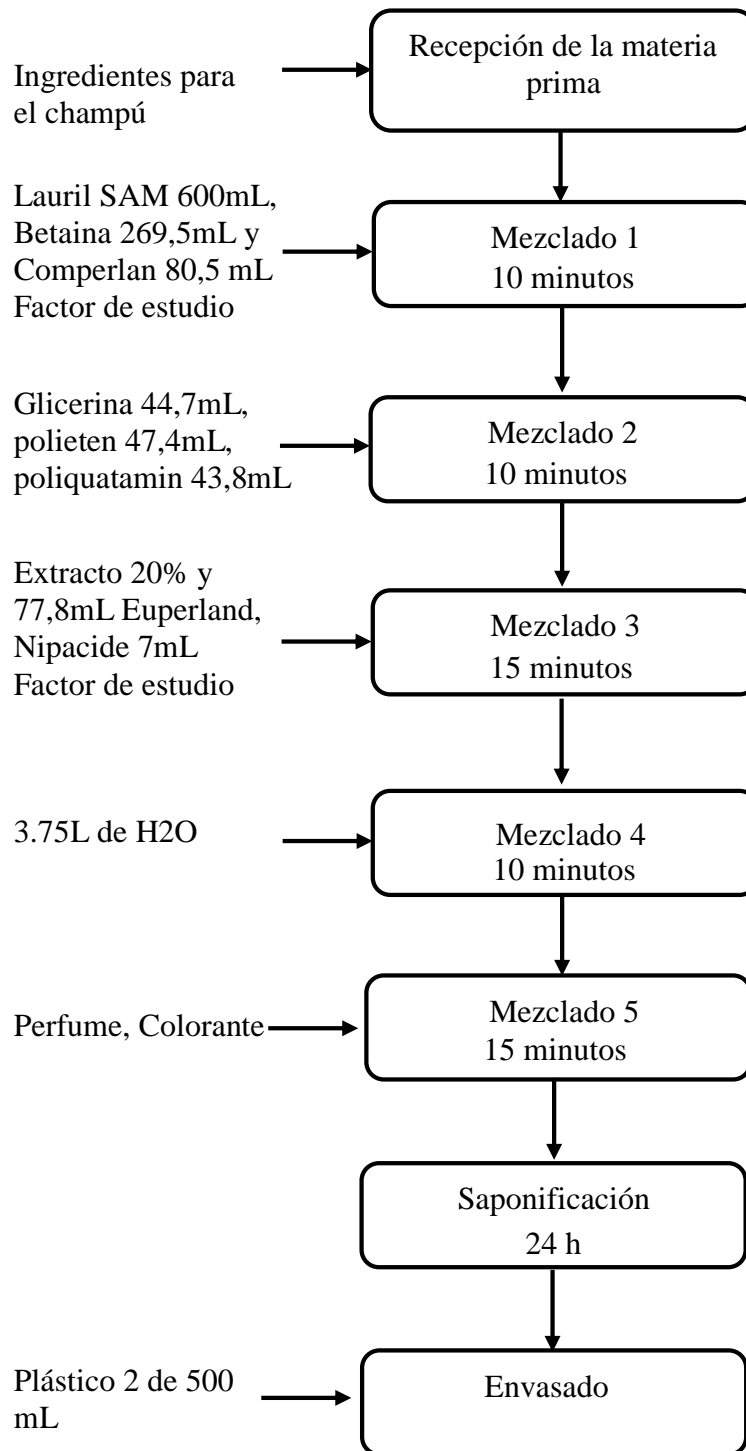 Ingredientes para
el champú
Recepción de la materia
prima
Lauril SAM 600mL,
Betaina 269,5mL y
Comperlan 80,5 mL
Factor de estudio
Mezclado 1
10 minutos
Glicerina 44,7mL,
polieten 47,4mL,
poliquatamin 43,8mL
Mezclado 2
10 minutos
Extracto 20% y
77,8mL Euperland,
Nipacide 7mL
Factor de estudio
Mezclado 3
15 minutos
3.75L de H2O
Mezclado 4
10 minutos
Perfume, Colorante
Mezclado 5
15 minutos
Saponificación
24 h
Plástico 2 de 500
mL
Envasado